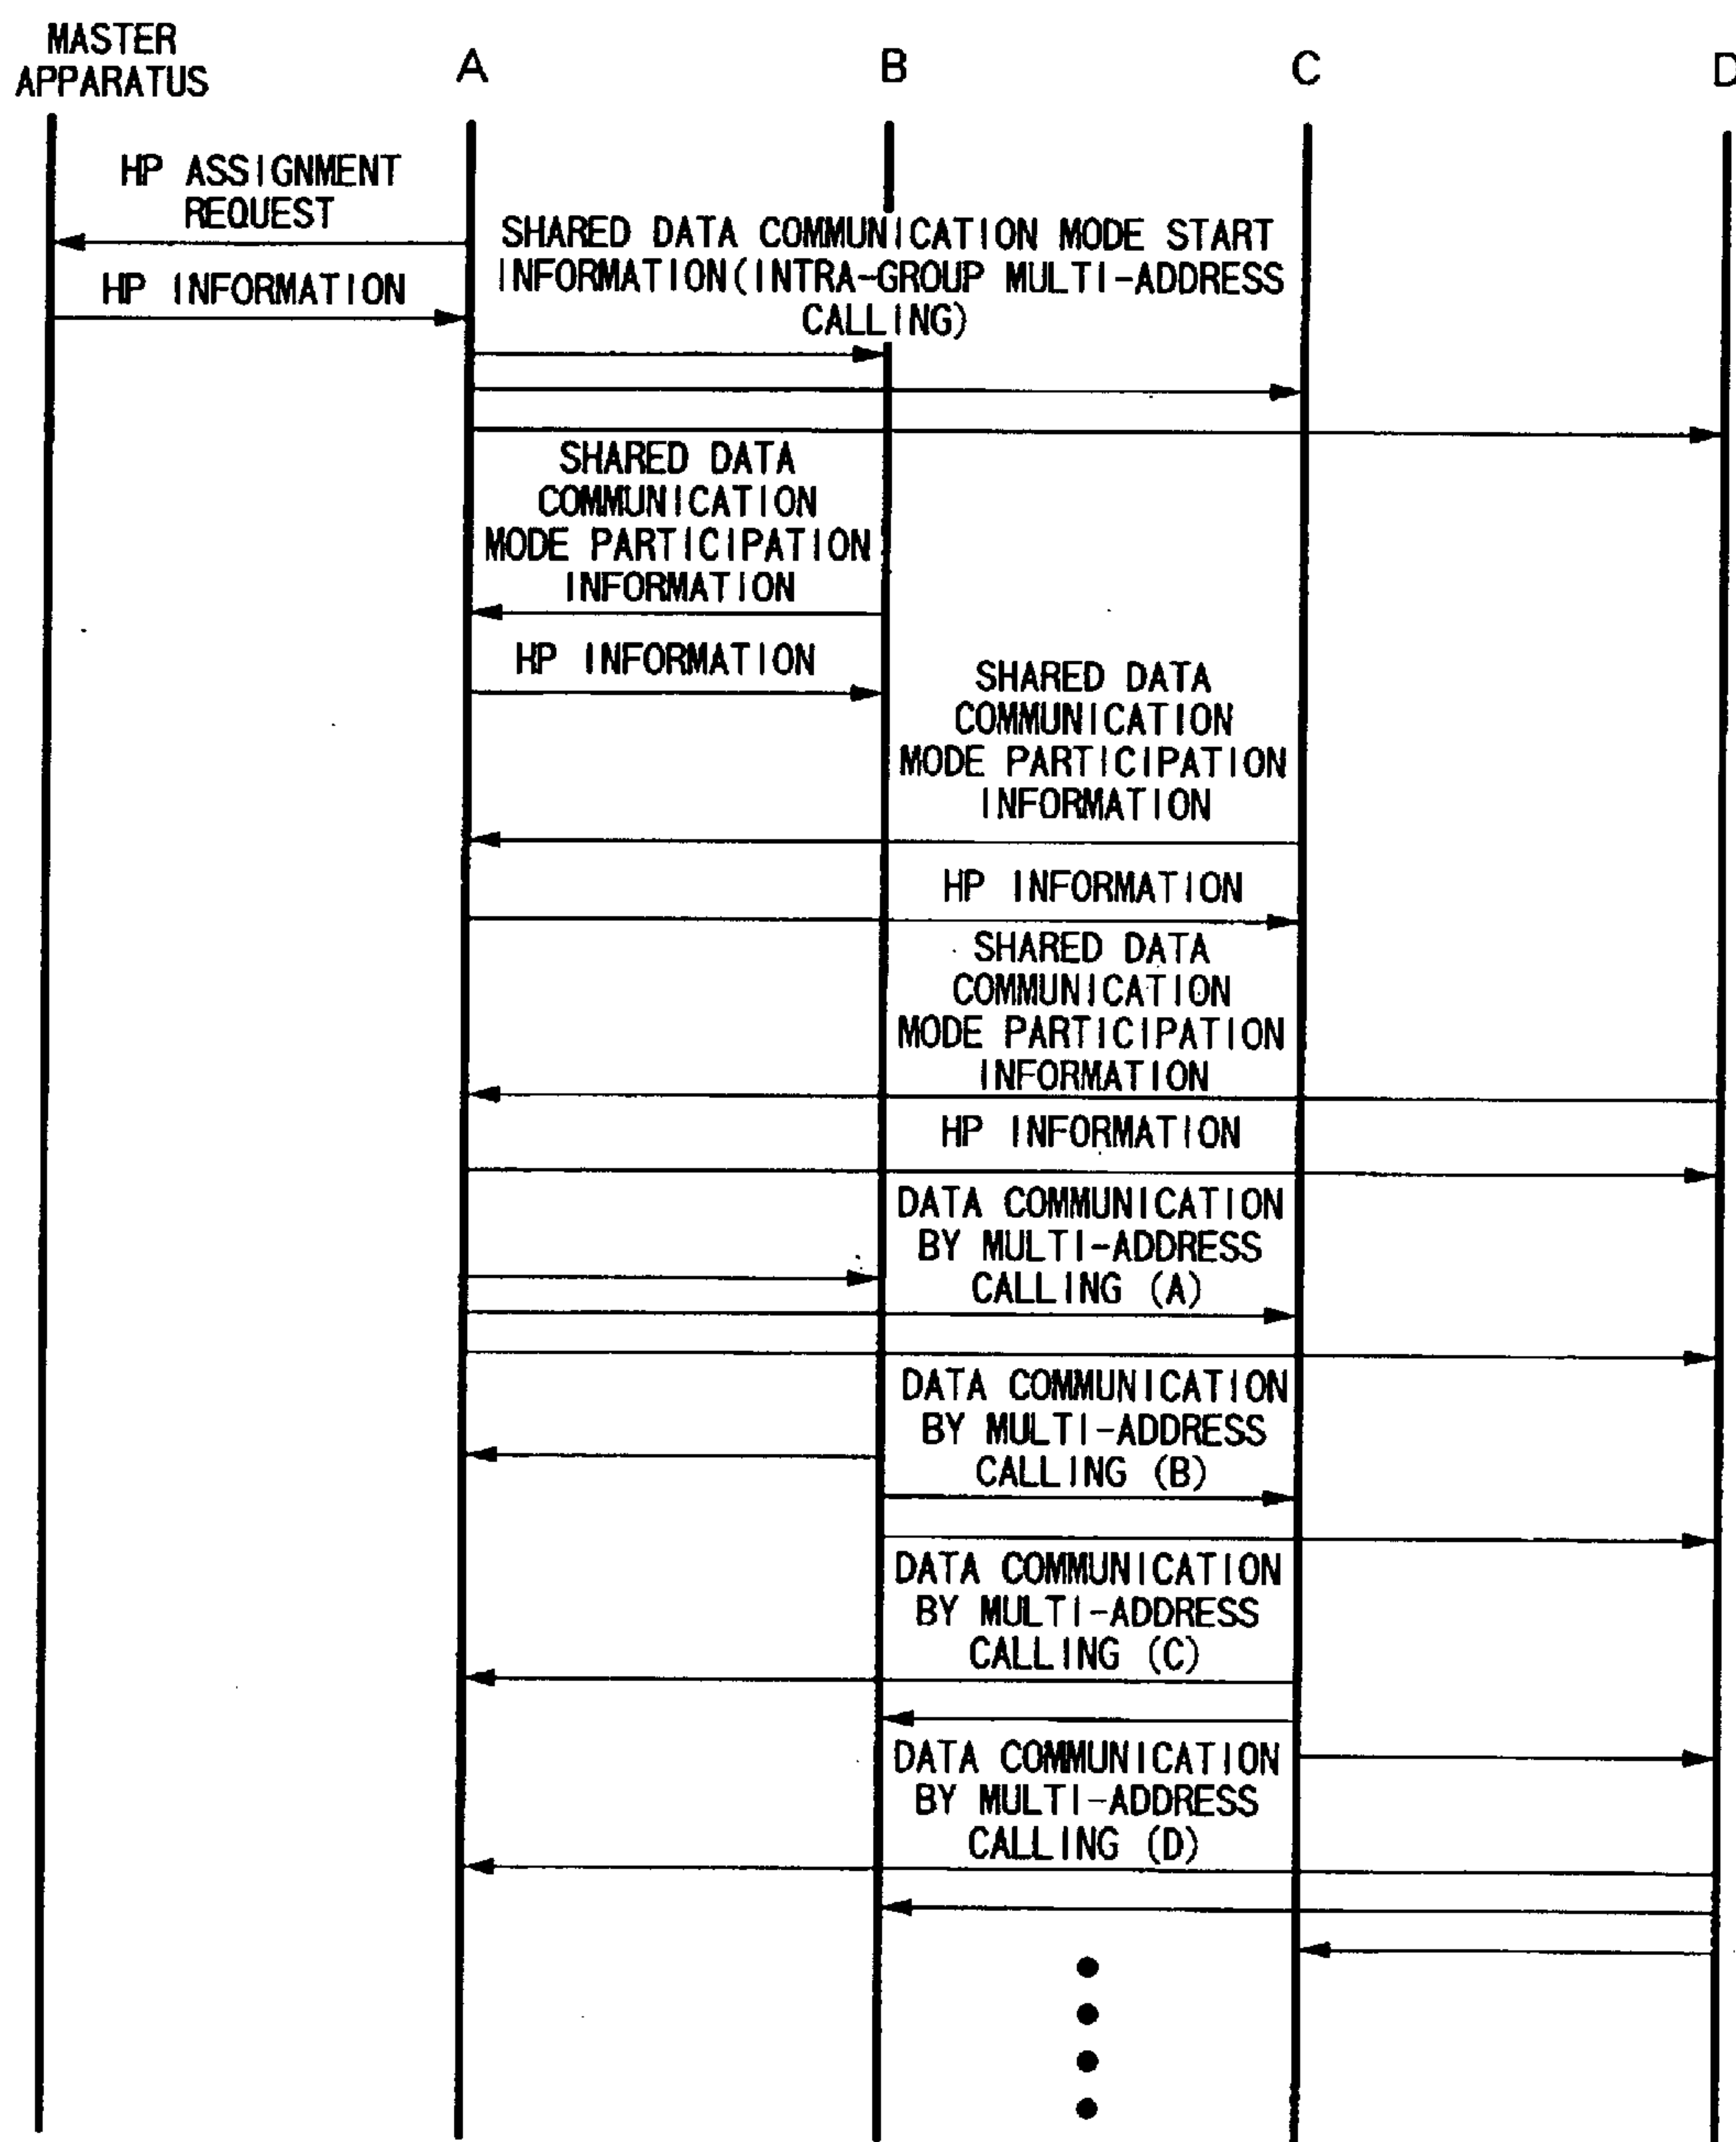 MASTER
APPARATUS
A
B
C
D
HP ASSIGNMENT
REQUEST
HP INFORMATION
SHARED DATA COMMUNICATION MODE START
INFORMATION(INTRA-GROUP MULTI-ADDRESS
CALLING)
SHARED DATA
COMMUNICATION
MODE PARTICIPATION
INFORMATION
HP INFORMATION
SHARED DATA
COMMUNICATION
MODE PARTICIPATION
INFORMATION
HP INFORMATION
SHARED DATA
COMMUNICATION
MODE PARTICIPATION
INFORMATION
HP INFORMATION
DATA COMMUNICATION
BY MULTI-ADDRESS
CALLING (A)
DATA COMMUNICATION
BY MULTI-ADDRESS
CALLING (B)
DATA COMMUNICATION
BY MULTI-ADDRESS
CALLING (C)
DATA COMMUNICATION
BY MULTI-ADDRESS
CALLING (D)